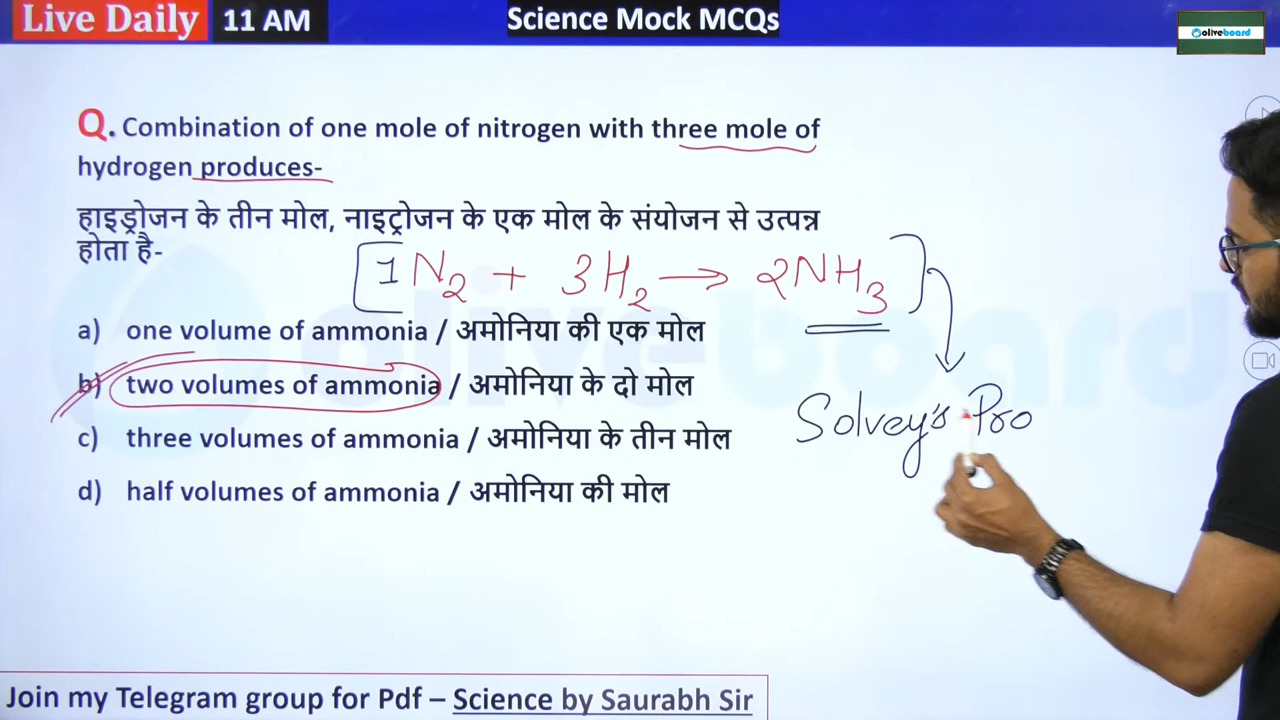 Live Daily 11 AM
Science Mock MCQs
oliveboard
Q. Combination of one mole of nitrogen with three mole of
hydrogen produces-
हाइड्रोजन के तीन मोल, नाइट्रोजन के एक मोल के संयोजन से उत्पन्न
होता है-
1N₂ + 3H₂ → 2NH₃
a) one volume of ammonia / अमोनिया की एक मोल
b) two volumes of ammonia / अमोनिया के दो मोल
c) three volumes of ammonia / अमोनिया के तीन मोल
d) half volumes of ammonia / अमोनिया की मोल
Solvey's Pro
oliveboard
Join my Telegram group for Pdf – Science by Saurabh Sir